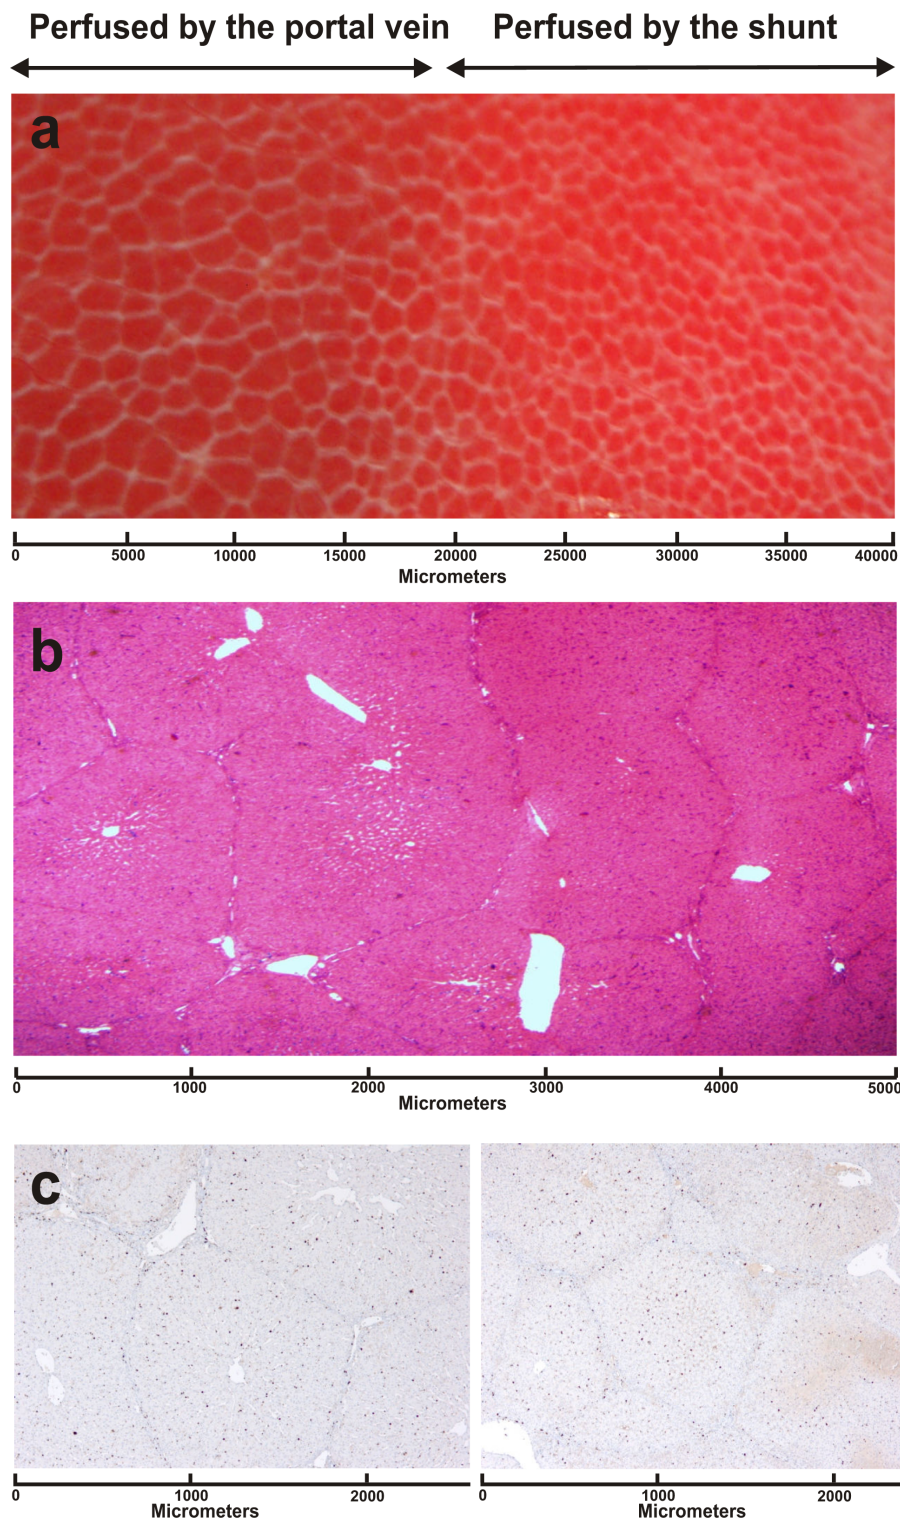 Perfused by the portal vein Perfused by the shunt
a
0 5000 10000 15000 20000 25000 30000 35000 40000
Micrometers
b
0 1000 2000 3000 4000 5000
Micrometers
c
0 1000 2000 0 1000 2000
Micrometers Micrometers